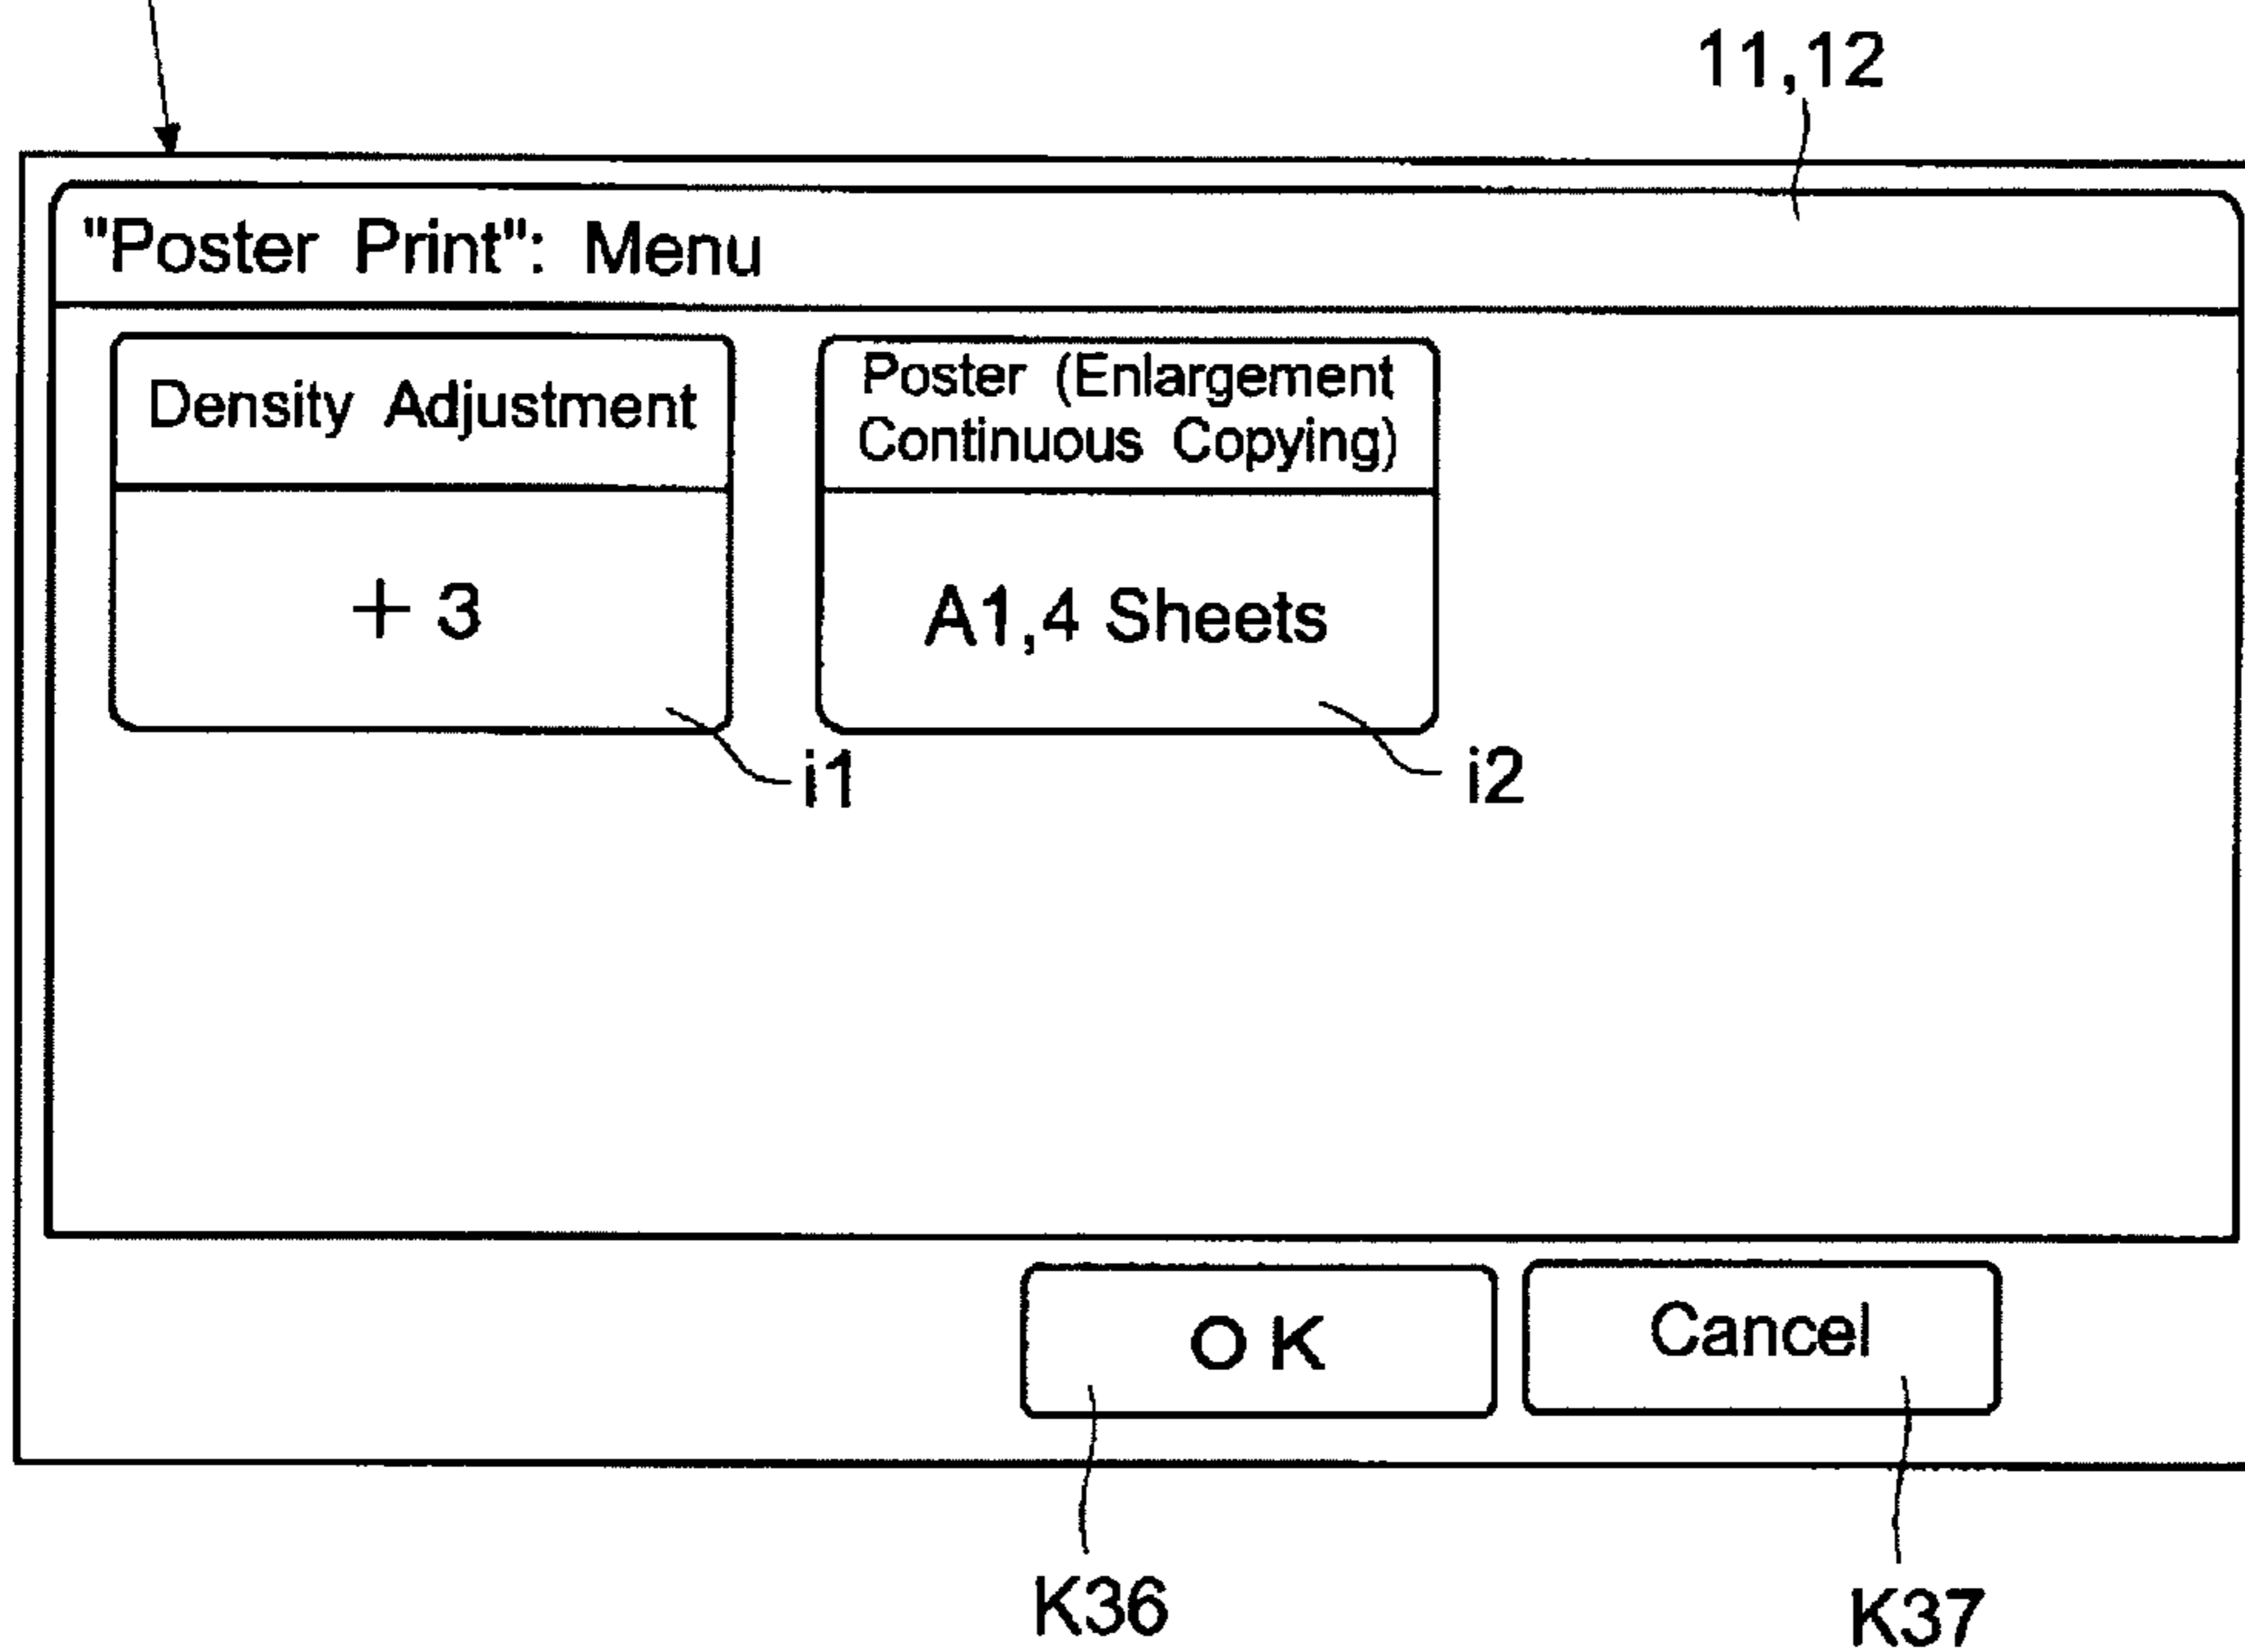 11,12
"Poster Print": Menu
Density Adjustment
+ 3
i1
Poster (Enlargement
Continuous Copying)
A1,4 Sheets
i2
OK
Cancel
K36
K37